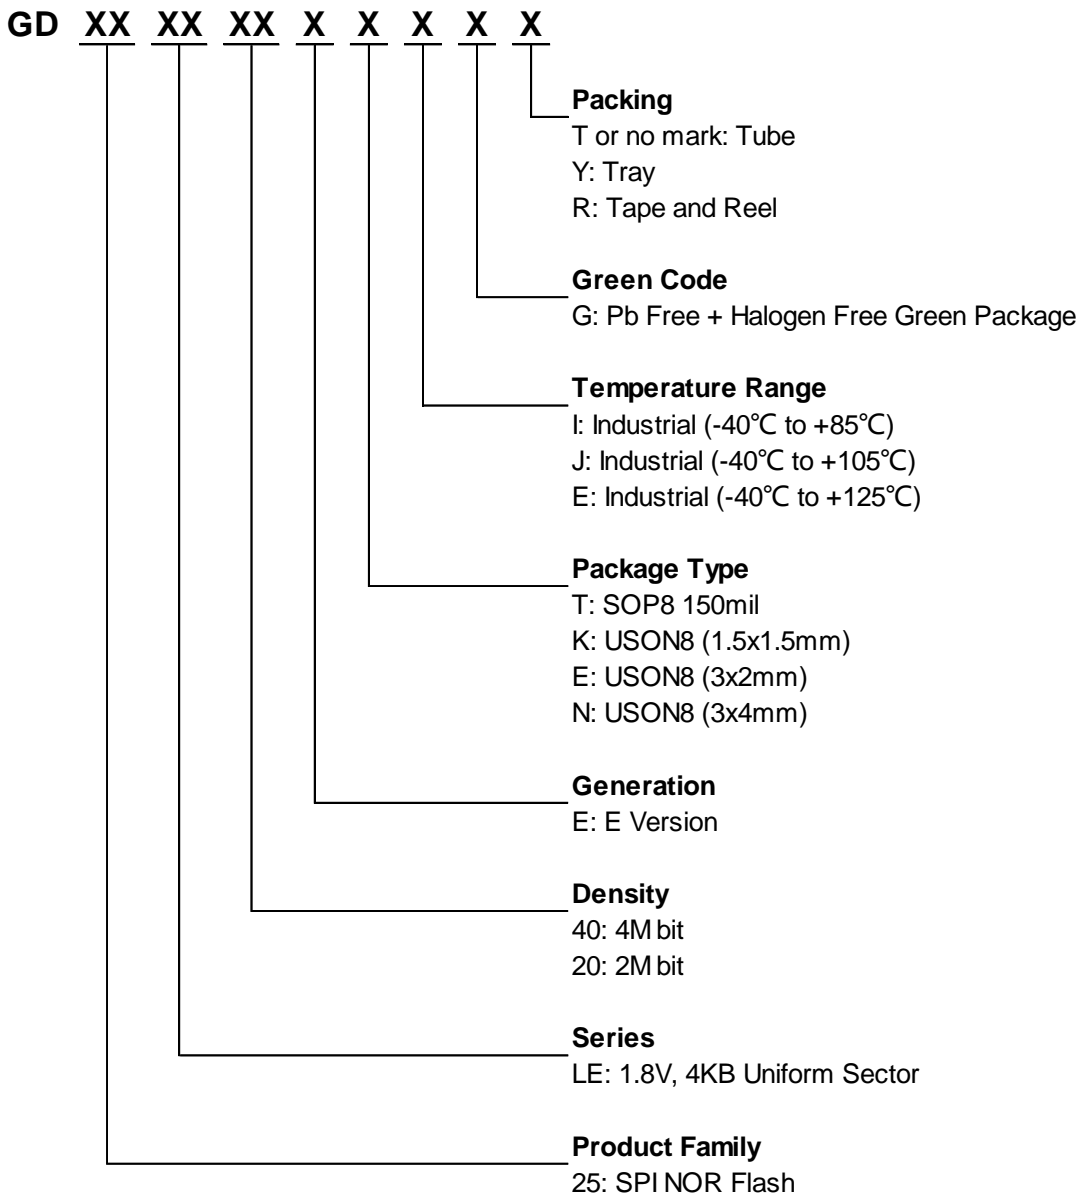 GD XX XX XX X X X X X
Packing
T or no mark: Tube
Y: Tray
R: Tape and Reel
Green Code
G: Pb Free + Halogen Free Green Package
Temperature Range
I: Industrial (-40℃ to +85℃)
J: Industrial (-40℃ to +105℃)
E: Industrial (-40℃ to +125℃)
Package Type
T: SOP8 150mil
K: USON8 (1.5x1.5mm)
E: USON8 (3x2mm)
N: USON8 (3x4mm)
Generation
E: E Version
Density
40: 4M bit
20: 2M bit
Series
LE: 1.8V, 4KB Uniform Sector
Product Family
25: SPI NOR Flash